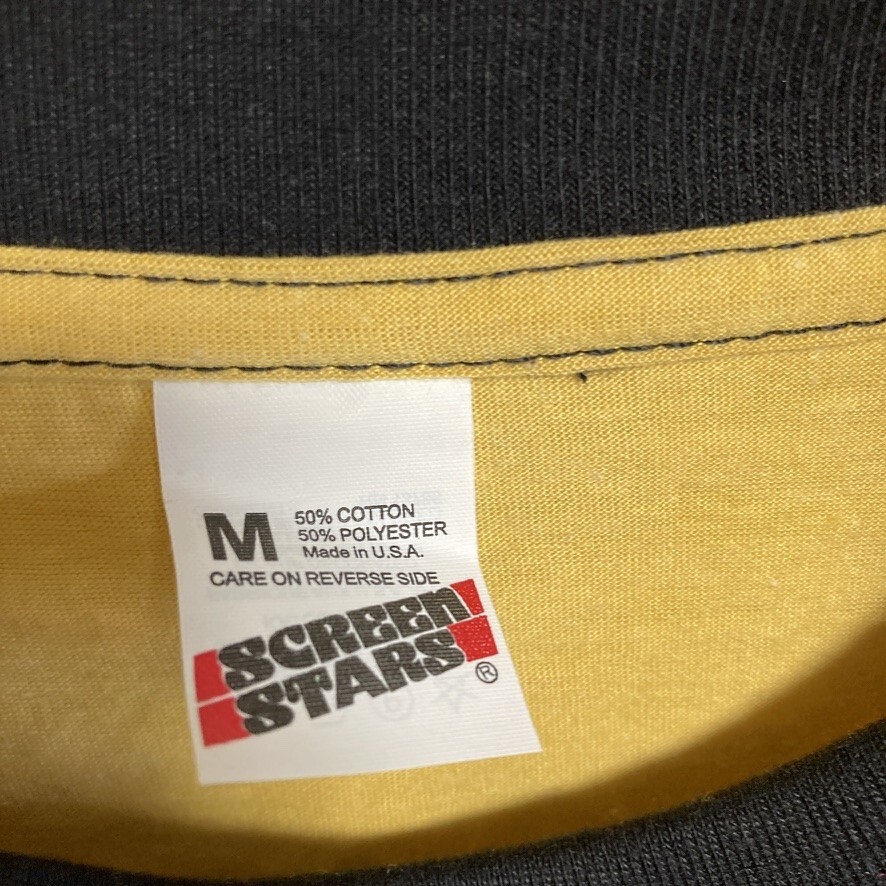 M
50% COTTON
50% POLYESTER
Made in U.S.A.
CARE ON REVERSE SIDE
SCREEN
STARS
®